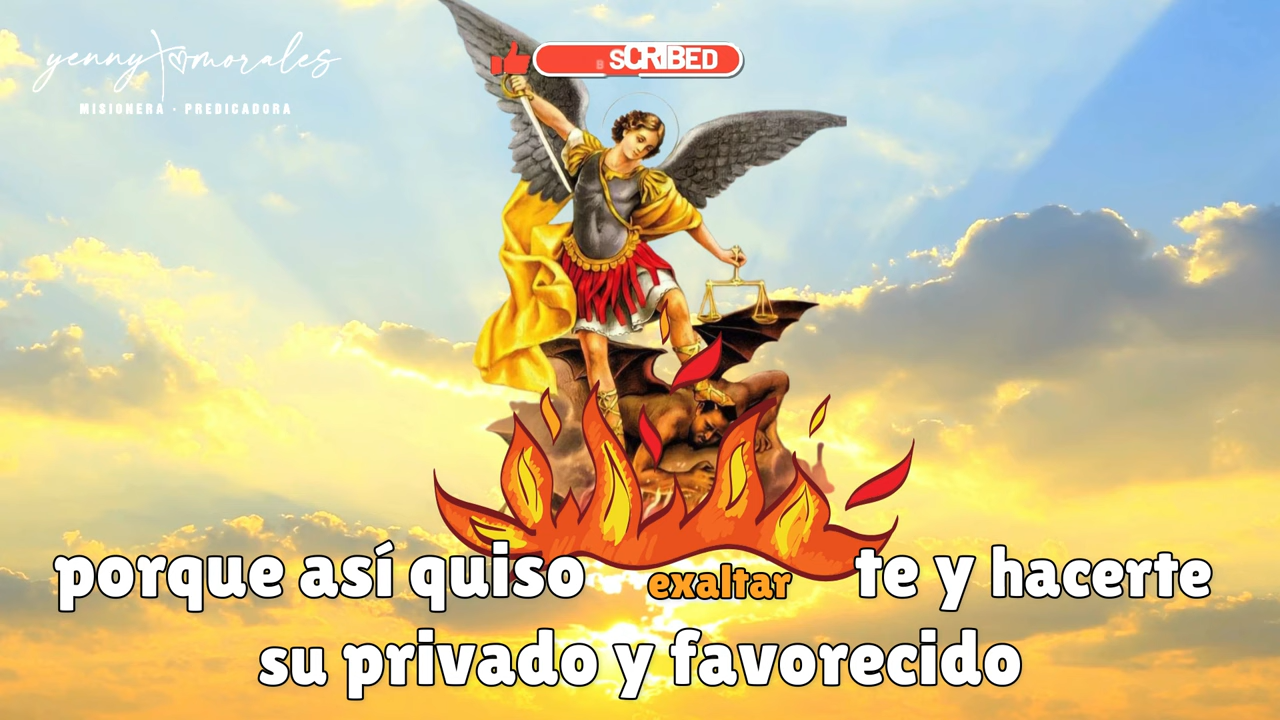 yenny morales
MISIONERA • PREDICADORA
SCRIBED
porque así quiso exaltar te y hacerte
su privado y favorecido